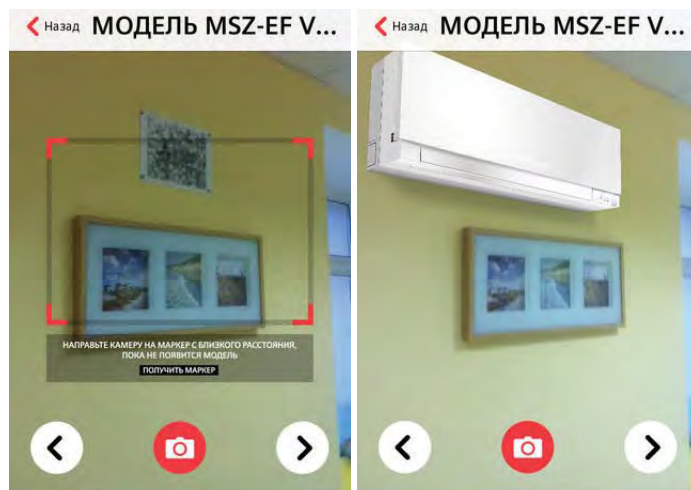 Назад МОДЕЛЬ MSZ-EF V...
НАПРАВЬТЕ КАМЕРУ НА МАРКЕР С БЛИЗКОГО РАССТОЯНИЯ,
ПОКА НЕ ПОЯВИТСЯ МОДЕЛЬ
ПОЛУЧИТЬ МАРКЕР
Назад МОДЕЛЬ MSZ-EF V...